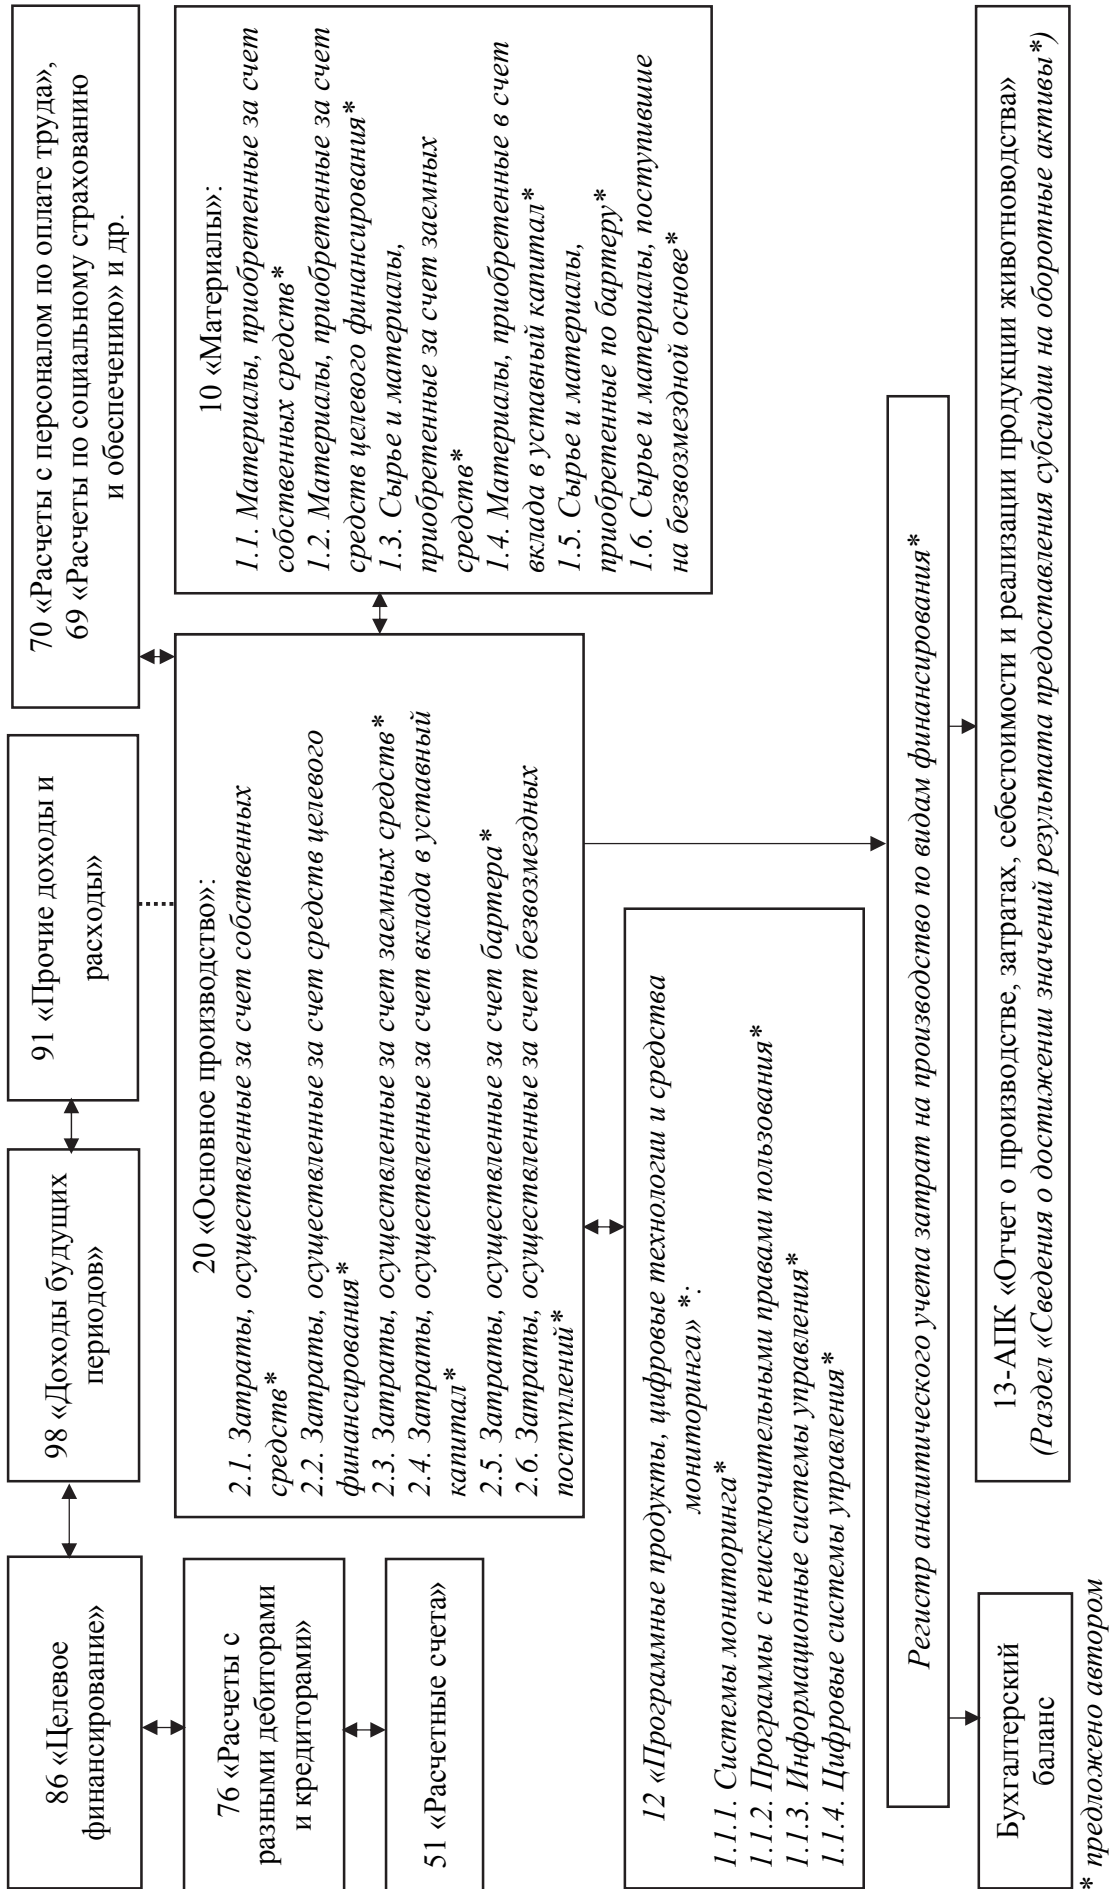 86 «Целевое
финансирование»
98 «Доходы будущих
периодов»
91 «Прочие доходы и
расходы»
70 «Расчеты с персоналом по оплате труда»,
69 «Расчеты по социальному страхованию
и обеспечению» и др.
76 «Расчеты с
разными дебиторами
и кредиторами»
51 «Расчетные счета»
20 «Основное производство»:
2.1. Затраты, осуществленные за счет собственных
средств*
2.2. Затраты, осуществленные за счет средств целевого
финансирования*
2.3. Затраты, осуществленные за счет заемных средств*
2.4. Затраты, осуществленные за счет вклада в уставный
капитал*
2.5. Затраты, осуществленные за счет бартера*
2.6. Затраты, осуществленные за счет безвозмездных
поступлений*
10 «Материалы»:
1.1. Материалы, приобретенные за счет
собственных средств*
1.2. Материалы, приобретенные за счет
средств целевого финансирования*
1.3. Сырье и материалы,
приобретенные за счет заемных
средств*
1.4. Материалы, приобретенные в счет
вклада в уставный капитал*
1.5. Сырье и материалы,
приобретенные по бартеру*
1.6. Сырье и материалы, поступившие
на безвозмездной основе*
12 «Программные продукты, цифровые технологии и средства
мониторинга» *:
1.1.1. Системы мониторинга*
1.1.2. Программы с неисключительными правами пользования*
1.1.3. Информационные системы управления*
1.1.4. Цифровые системы управления*
Регистр аналитического учета затрат на производство по видам финансирования*
Бухгалтерский
баланс
13-АПК «Отчет о производстве, затратах, себестоимости и реализации продукции животноводства»
(Раздел «Сведения о достижении значений результата предоставления субсидии на оборотные активы*)
* предложено автором